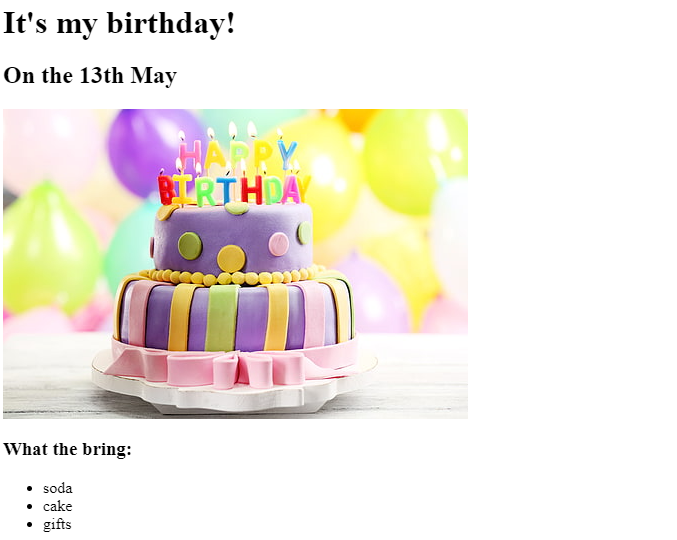 It's my birthday!
On the 13th May
HAPPY
BIRTHDAY
What the bring:
soda
cake
gifts